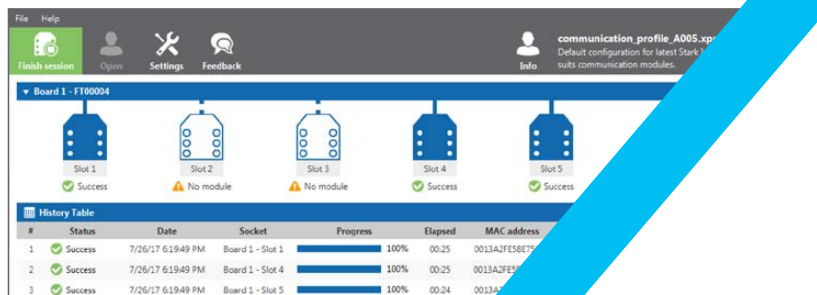 File Help
communication_profile_A005.xp
Default configuration for latest Stark
suits communication modules.
Finish session Open Settings Feedback Info
Board 1 - FT00004
Slot 1 Slot 2 Slot 3 Slot 4 Slot 5
Success No module No module Success Success
History Table
# Status Date Socket Progress Elapsed MAC address
1 Success 7/26/17 6:19:49 PM Board 1 - Slot 1 100% 00:25 0013A2FE58E75
2 Success 7/26/17 6:19:49 PM Board 1 - Slot 4 100% 00:25 0013A2FE5
3 Success 7/26/17 6:19:49 PM Board 1 - Slot 5 100% 00:24 0013A